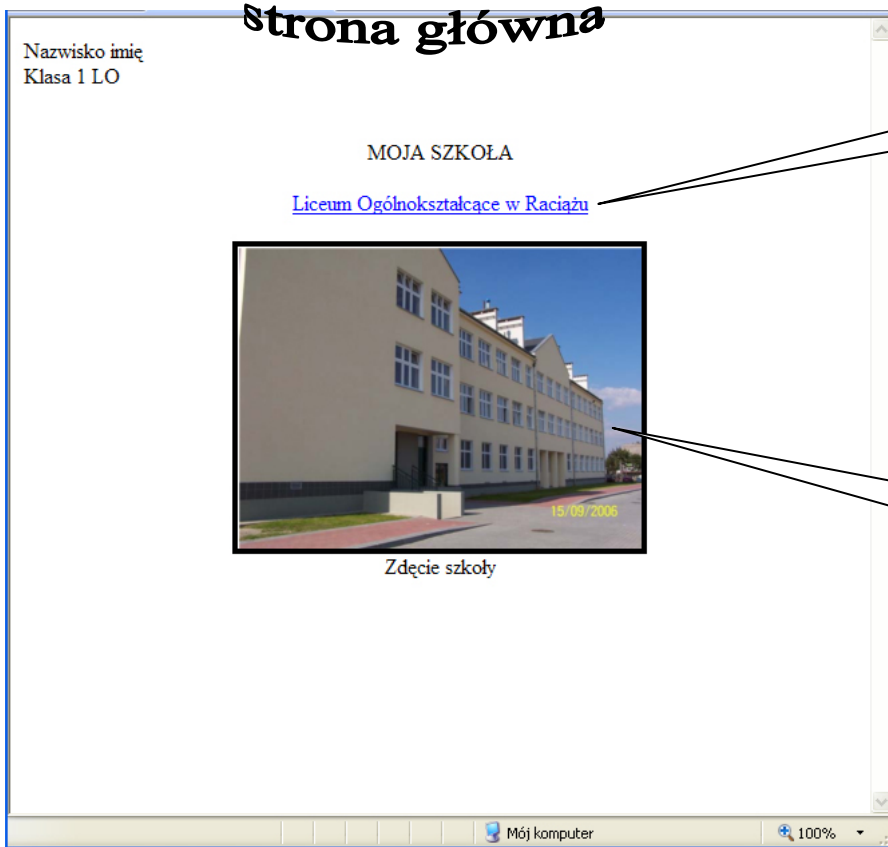 strona główna
Nazwisko imię
Klasa 1 LO
MOJA SZKOŁA
Liceum Ogólnokształcące w Raciążu
15/09/2006
Zdęcie szkoły
Mój komputer
100%